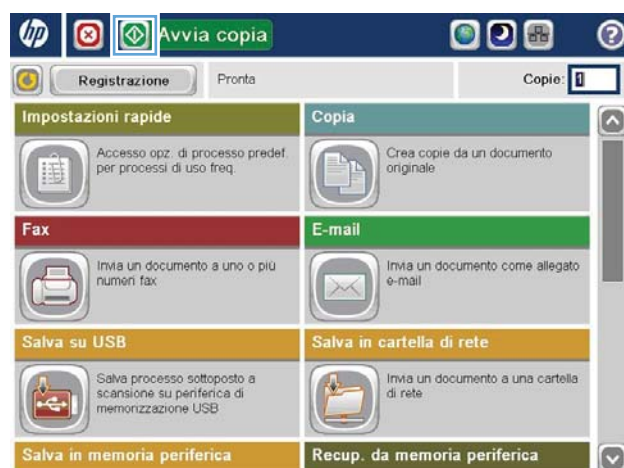 hp
Avvia copia
?
Registrazione
Pronta
Copie: 1
Impostazioni rapide
Copia
Accesso opz. di processo predef.
per processi di uso freq.
Crea copie da un documento
originale
Fax
E-mail
Invia un documento a uno o più
numeri fax
Invia un documento come allegato
e-mail
Salva su USB
Salva in cartella di rete
Salva processo sottoposto a
scansione su periferica di
memorizzazione USB
Invia un documento a una cartella
di rete
Salva in memoria periferica
Recup. da memoria periferica